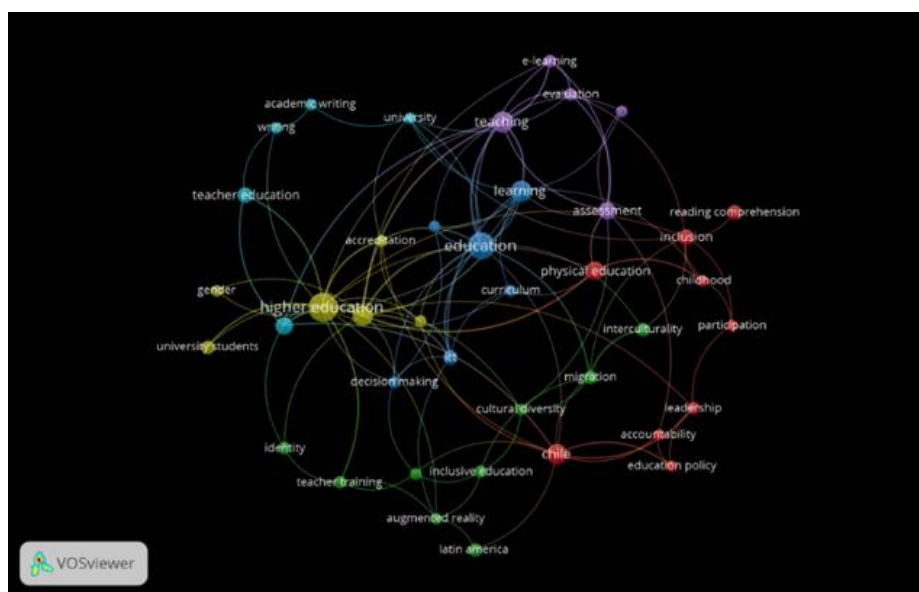 e-learning
evaluation
academic writing
university
teaching
writing
teacher education
learning
assessment
reading comprehension
accreditation
education
inclusion
physical education
childhood
gender
curriculum
higher education
interculturality
participation
university students
ict
decision making
migration
cultural diversity
leadership
accountability
identity
chile
inclusive education
education policy
teacher training
augmented reality
latin america
VOSviewer